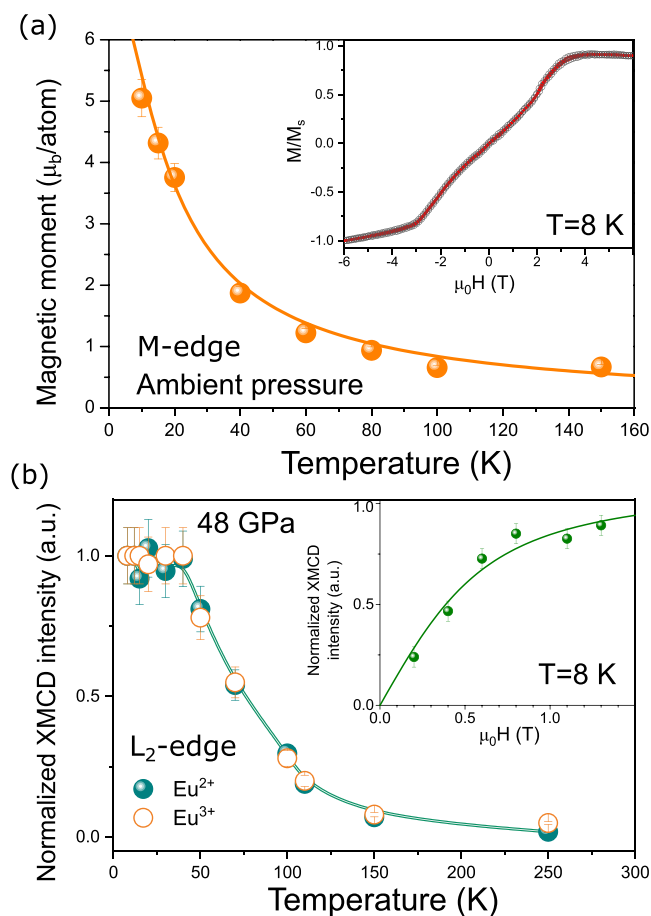 (a)
6
5
4
3
2
1
0
Magnetic moment (μb/atom)
M-edge
Ambient pressure
0 20 40 60 80 100 120 140 160
Temperature (K)
1.0
0.5
0.0
-0.5
-1.0
M/Ms
T=8 K
-6 -4 -2 0 2 4
μ0H (T)
(b)
48 GPa
1.0
0.5
0.0
Normalized XMCD intensity (a.u.)
L2-edge
Eu2+
Eu3+
0 50 100 150 200 250 300
Temperature (K)
1.0
0.5
0.0
Normalized XMCD
intensity (a.u.)
T=8 K
0.0 0.5 1.0
μ0H (T)